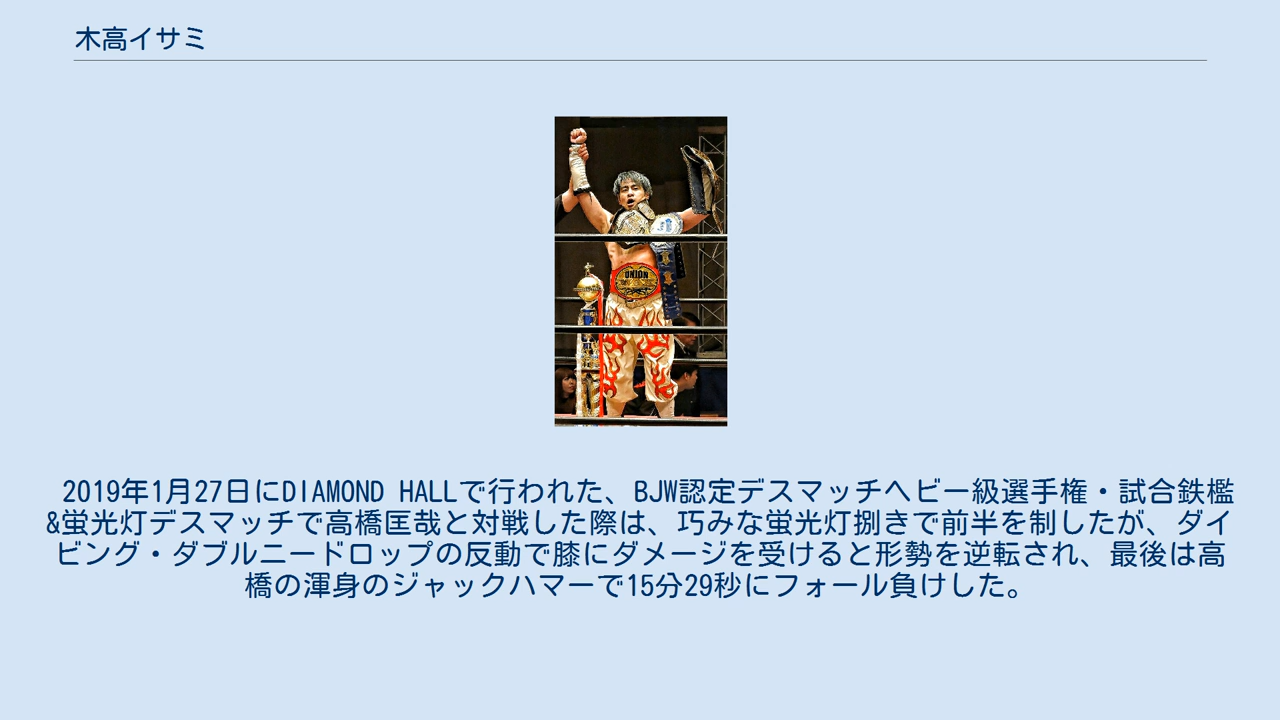 木高イサミ
UNION
2019年1月27日にDIAMOND HALLで行われた、BJW認定デスマッチヘビー級選手権・試合鉄檻
&蛍光灯デスマッチで高橋匡哉と対戦した際は、巧みな蛍光灯捌きで前半を制したが、ダイ
ビング・ダブルニードロップの反動で膝にダメージを受けると形勢を逆転され、最後は高
橋の渾身のジャックハマーで15分29秒にフォール負けした。